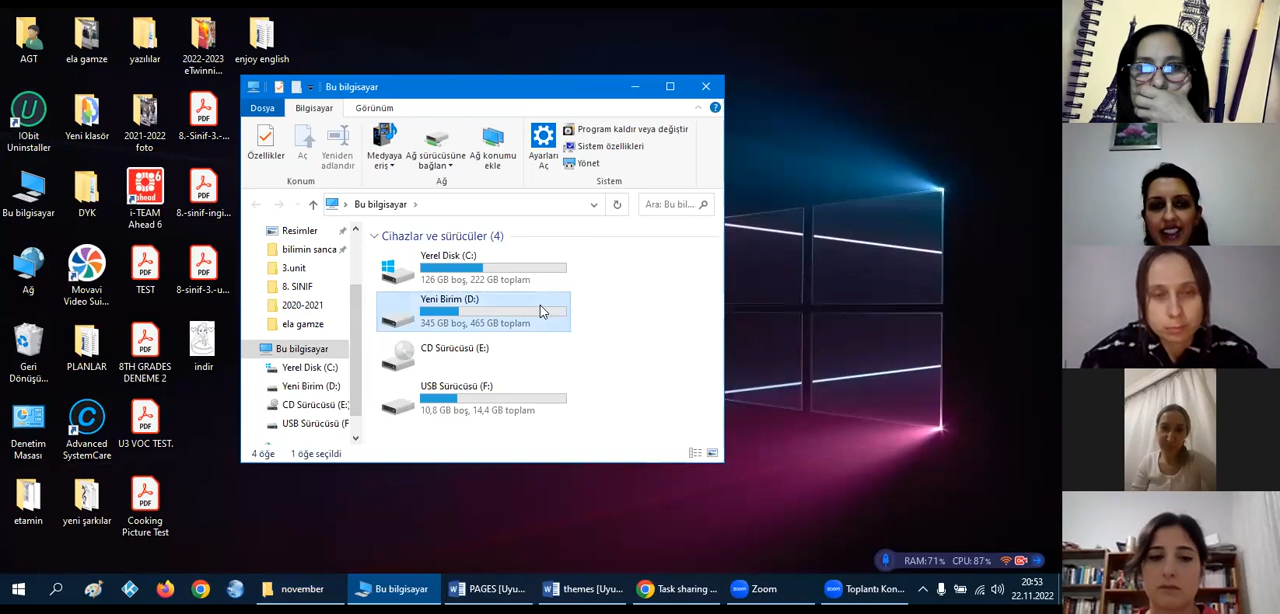 AGT
ela gamze
yazılılar
2022-2023
eTwinni...
enjoy english
IObit
Uninstaller
Yeni klasör
2021-2022
foto
8.-Sinif-3.-...
Bu bilgisayar
DYK
i-TEAM
Ahead 6
8.-sinif-ingi...
Ağ
Movavi
Video Sui...
TEST
8.-sinif-3.-u...
Geri
Dönüşü...
PLANLAR
8TH GRADES
DENEME 2
indir
Denetim
Masası
Advanced
SystemCare
U3 VOC TEST.
etamin
yeni şarkılar
Cooking
Picture Test
Bu bilgisayar
Dosya
Bilgisayar
Görünüm
Özellikler
Aç
Yeniden
adlandır
Konum
Medyaya
eriş
Ağ sürücüsüne
bağlan
Ağ konumu
ekle
Ağ
Ayarları
Aç
Program kaldır veya değiştir
Sistem özellikleri
Yönet
Sistem
Bu bilgisayar
Ara: Bu bil...
Resimler
bilimin sanca
3.unit
8. SINIF
2020-2021
ela gamze
Bu bilgisayar
Yerel Disk (C:)
Yeni Birim (D:)
CD Sürücüsü (E:)
USB Sürücüsü (F
Cihazlar ve sürücüler (4)
Yerel Disk (C:)
126 GB boş, 222 GB toplam
Yeni Birim (D:)
345 GB boş, 465 GB toplam
CD Sürücüsü (E:)
USB Sürücüsü (F:)
10,8 GB boş, 14,4 GB toplam
4 öğe
1 öğe seçildi
RAM:71%
CPU:87%
november
Bu bilgisayar
PAGES [Uyu...
themes [Uyu...
Task sharing ...
Zoom
Toplantı Kon...
20:53
22.11.2022